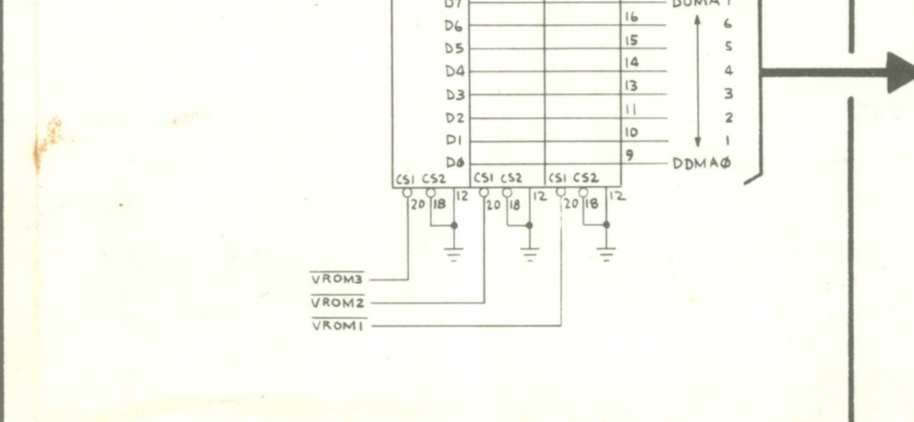 D7 DDMA7
D6 16 6
D5 15 5
D4 14 4
D3 13 3
D2 11 2
D1 10 1
DØ 9 DDMAØ
CS1 CS2 CS1 CS2 CS1 CS2
20 18 12 20 18 12 20 18 12
VROM3
VROM2
VROM1